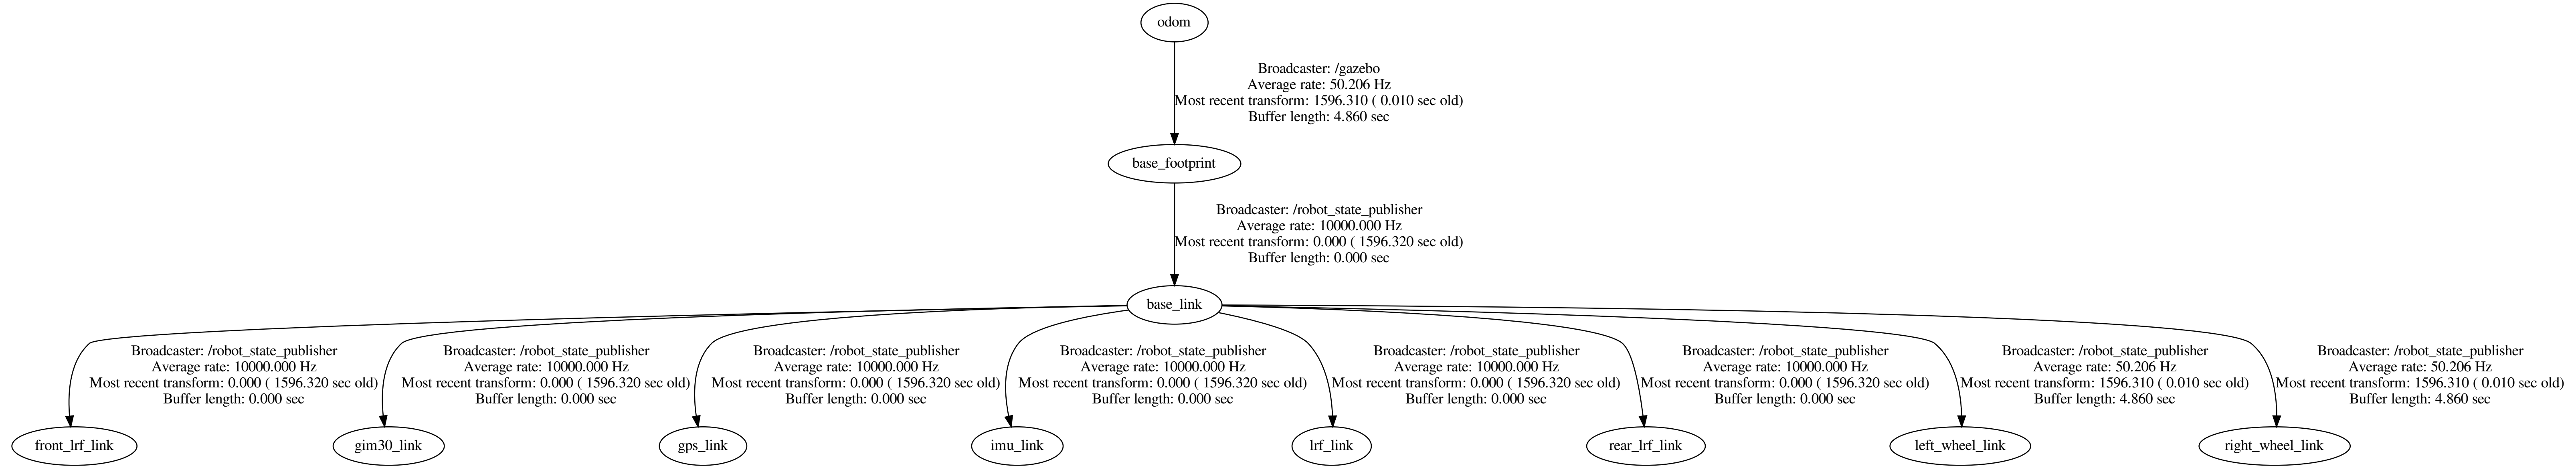 odom
Broadcaster: /gazebo
Average rate: 50.206 Hz
Most recent transform: 1596.310 ( 0.010 sec old)
Buffer length: 4.860 sec
base_footprint
Broadcaster: /robot_state_publisher
Average rate: 10000.000 Hz
Most recent transform: 0.000 ( 1596.320 sec old)
Buffer length: 0.000 sec
base_link
Broadcaster: /robot_state_publisher
Average rate: 10000.000 Hz
Most recent transform: 0.000 ( 1596.320 sec old)
Buffer length: 0.000 sec
Broadcaster: /robot_state_publisher
Average rate: 10000.000 Hz
Most recent transform: 0.000 ( 1596.320 sec old)
Buffer length: 0.000 sec
Broadcaster: /robot_state_publisher
Average rate: 10000.000 Hz
Most recent transform: 0.000 ( 1596.320 sec old)
Buffer length: 0.000 sec
Broadcaster: /robot_state_publisher
Average rate: 10000.000 Hz
Most recent transform: 0.000 ( 1596.320 sec old)
Buffer length: 0.000 sec
Broadcaster: /robot_state_publisher
Average rate: 10000.000 Hz
Most recent transform: 0.000 ( 1596.320 sec old)
Buffer length: 0.000 sec
Broadcaster: /robot_state_publisher
Average rate: 10000.000 Hz
Most recent transform: 0.000 ( 1596.320 sec old)
Buffer length: 0.000 sec
Broadcaster: /robot_state_publisher
Average rate: 50.206 Hz
Most recent transform: 1596.310 ( 0.010 sec old)
Buffer length: 4.860 sec
Broadcaster: /robot_state_publisher
Average rate: 50.206 Hz
Most recent transform: 1596.310 ( 0.010 sec old)
Buffer length: 4.860 sec
front_lrf_link
gim30_link
gps_link
imu_link
lrf_link
rear_lrf_link
left_wheel_link
right_wheel_link